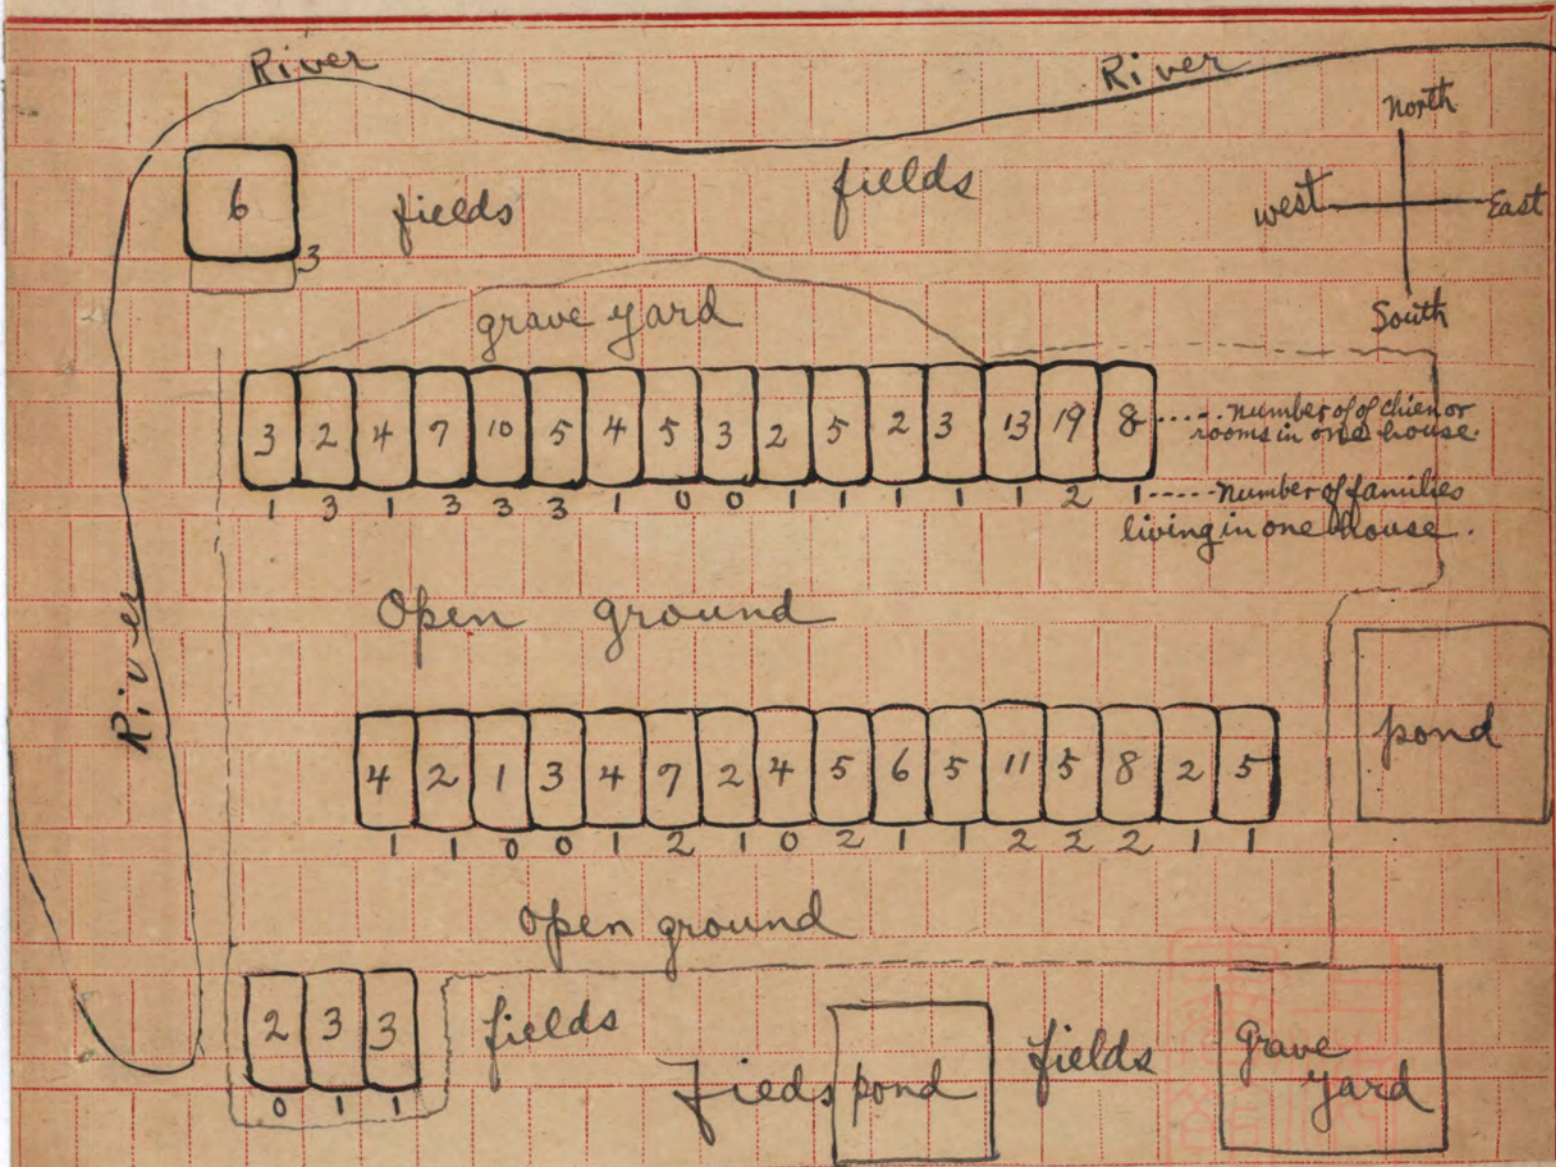 River
River
North
6
fields
fields
west
East
3
grave yard
South
3 2 4 7 10 5 4 5 3 2 5 2 3 13 19 8 ..... number of of chien or
rooms in one house.
1 3 1 3 3 3 1 0 0 1 1 1 1 1 2 1 ----- number of families
living in one house.
Open ground
River
4 2 1 3 4 7 2 4 5 6 5 11 5 8 2 5
pond
1 1 0 0 1 2 1 0 2 1 1 2 2 2 1 1
Open ground
2 3 3
fields
Fieds
pond
fields
Grave
yard
0 1 1